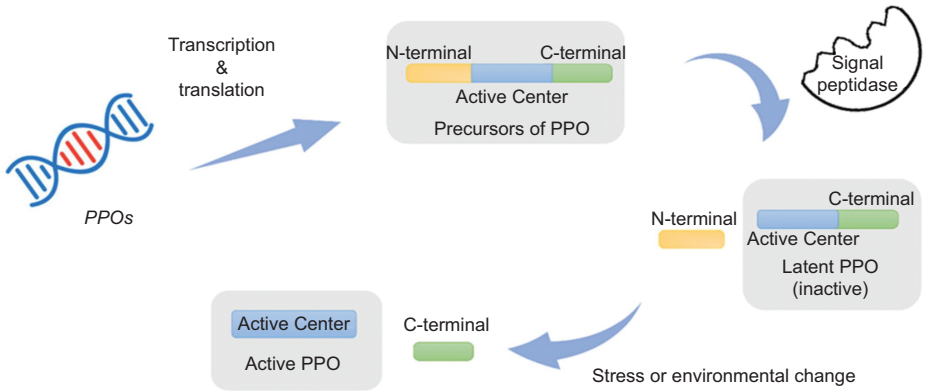 Transcription
&
translation
N-terminal
C-terminal
Active Center
Precursors of PPO
Signal
peptidase
PPOs
N-terminal
C-terminal
Active Center
Latent PPO
(inactive)
Active Center
Active PPO
C-terminal
Stress or environmental change